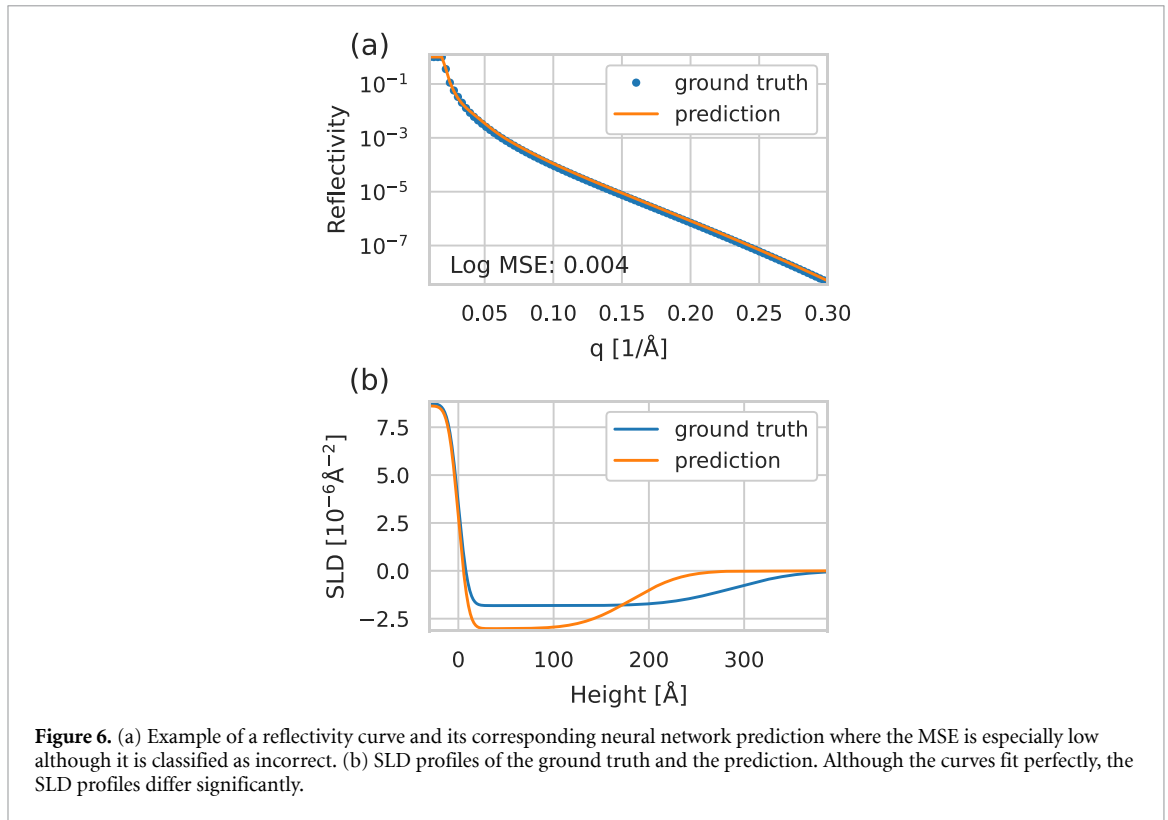 (a)
10⁻¹
10⁻³
10⁻⁵
10⁻⁷
Reflectivity
ground truth
prediction
Log MSE: 0.004
0.05 0.10 0.15 0.20 0.25 0.30
q [1/Å]
(b)
7.5
5.0
2.5
0.0
−2.5
SLD [10⁻⁶Å⁻²]
ground truth
prediction
0 100 200 300
Height [Å]
Figure 6. (a) Example of a reflectivity curve and its corresponding neural network prediction where the MSE is especially low
although it is classified as incorrect. (b) SLD profiles of the ground truth and the prediction. Although the curves fit perfectly, the
SLD profiles differ significantly.